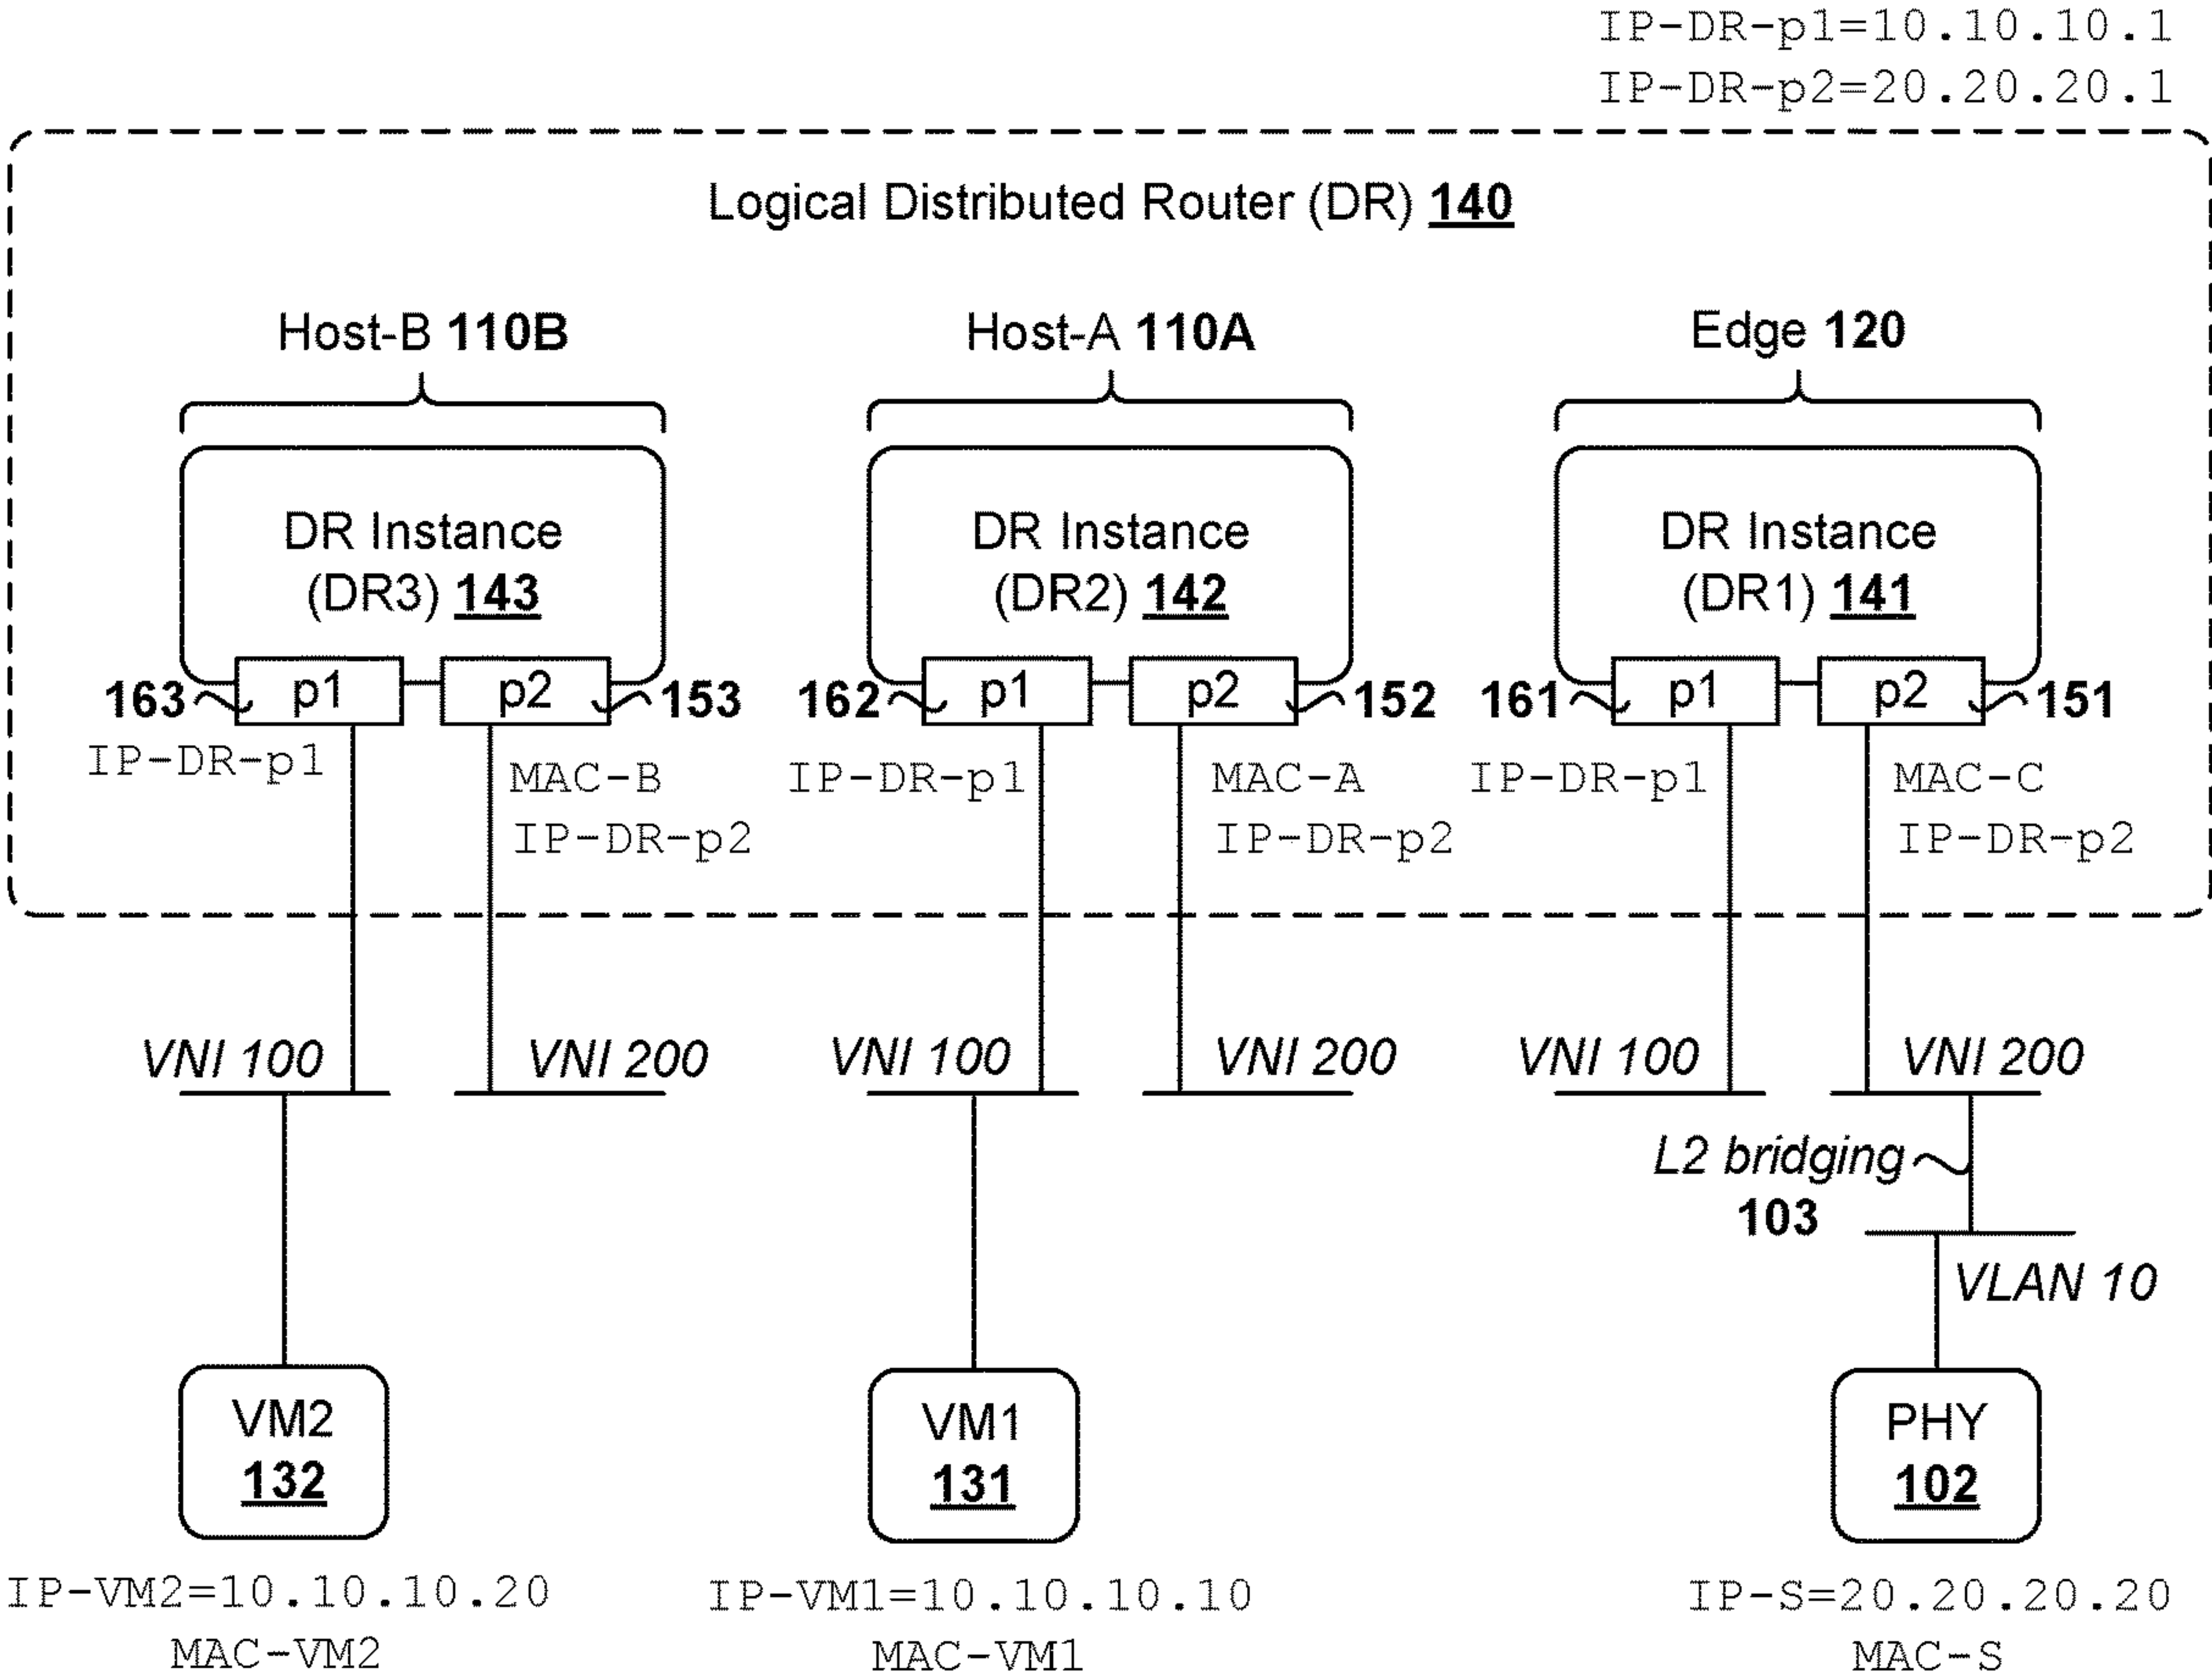 IP-DR-p1=10.10.10.1
IP-DR-p2=20.20.20.1
Logical Distributed Router (DR) 140
Host-B 110B
Host-A 110A
Edge 120
DR Instance
(DR3) 143
DR Instance
(DR2) 142
DR Instance
(DR1) 141
163
p1
p2
153
162
p1
p2
152
161
p1
p2
151
IP-DR-p1
MAC-B
IP-DR-p2
IP-DR-p1
MAC-A
IP-DR-p2
IP-DR-p1
MAC-C
IP-DR-p2
VNI 100
VNI 200
VNI 100
VNI 200
VNI 100
VNI 200
L2 bridging
103
VLAN 10
VM2
132
VM1
131
PHY
102
IP-VM2=10.10.10.20
MAC-VM2
IP-VM1=10.10.10.10
MAC-VM1
IP-S=20.20.20.20
MAC-S